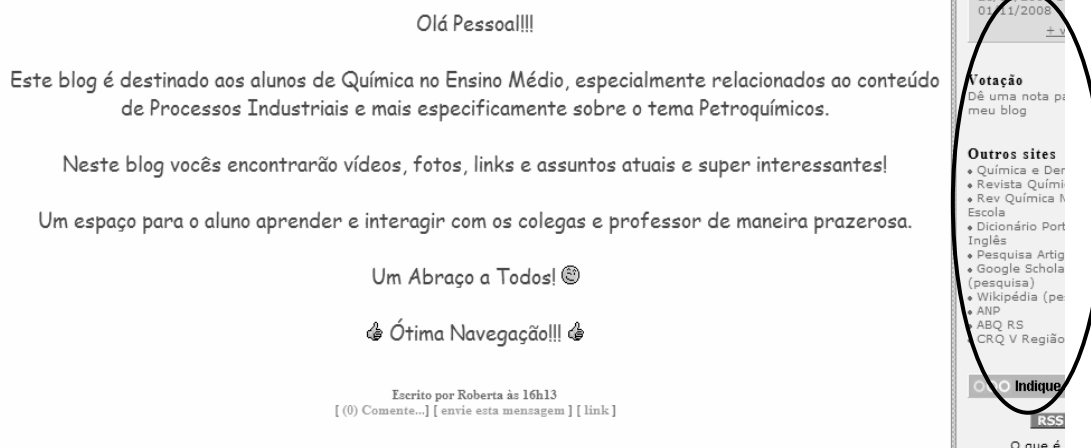 Olá Pessoal!!!
Este blog é destinado aos alunos de Química no Ensino Médio, especialmente relacionados ao conteúdo
de Processos Industriais e mais especificamente sobre o tema Petroquímicos.
Neste blog vocês encontrarão vídeos, fotos, links e assuntos atuais e super interessantes!
Um espaço para o aluno aprender e interagir com os colegas e professor de maneira prazerosa.
Um Abraço a Todos!
Ótima Navegação!!!
Escrito por Roberta às 16h13
[ (0) Comente...] [ envie esta mensagem ] [ link ]
01/11/2008
+ v
Votação
Dê uma nota
meu blog
Outros sites
Química e
Revista
Rev Química
Escola
Dicionário
Inglês
Pesquisa
Google
(pesquisa)
Wikipédia
ANP
ABQ RS
CRQ V Região
Indique
RSS
O que é